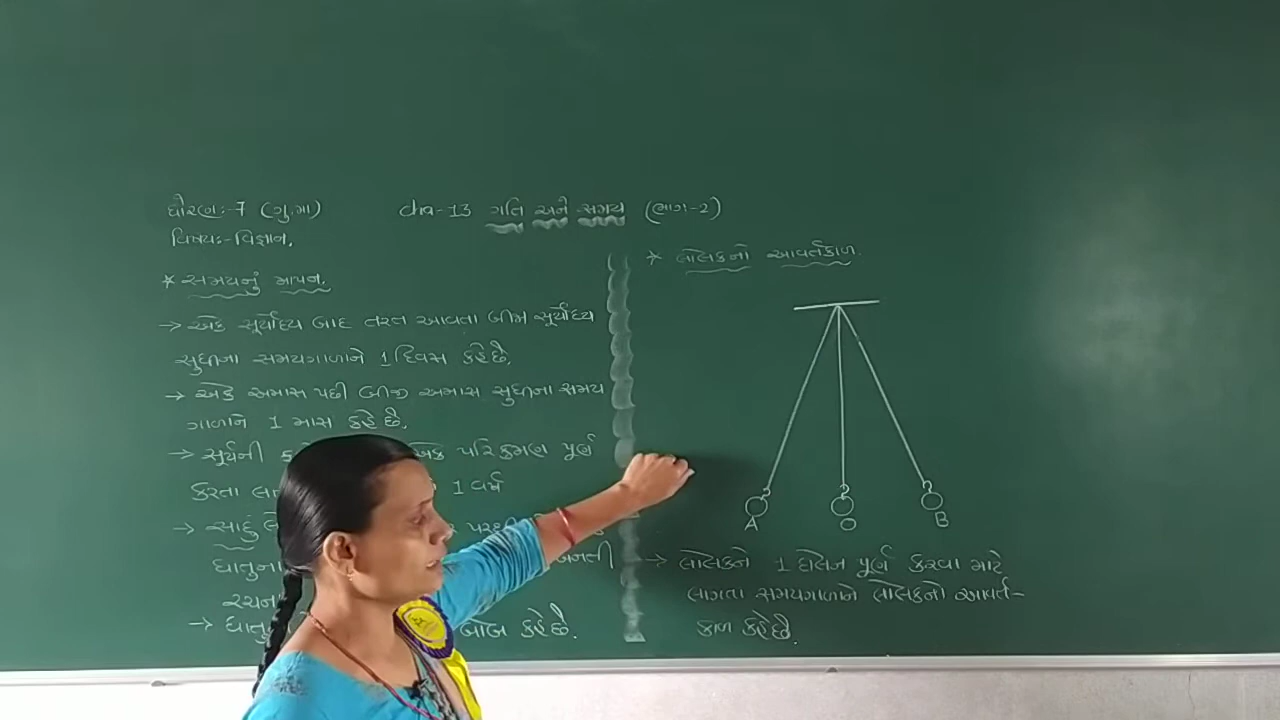 ધોરણ:-7 (ગુ.મા)
cha-13 ગતિ અને સમય (ભાગ-2)
વિષય:-વિજ્ઞાન.
* સમયનું માપન.
→ એક સૂર્યોદય બાદ તરત આવતા બીજા સૂર્યોદય
સુધીના સમયગાળાને 1 દિવસ કહે છે.
→ એક અમાસ પછી બીજી અમાસ સુધીના સમય
ગાળાને 1 માસ કહે છે.
→ સૂર્યની એક પરિક્રમણ પૂર્ણ
કરતા 1 વર્ષ
→ સાદું
ધાતુના બનતી
રચના
→ ધાતુ કહે છે.
* લોલકનો આવર્તકાળ.
A O B
→ લોલકને 1 દોલન પૂર્ણ કરવા માટે
લાગતા સમયગાળાને લોલકનો આવર્ત-
કાળ કહે છે.